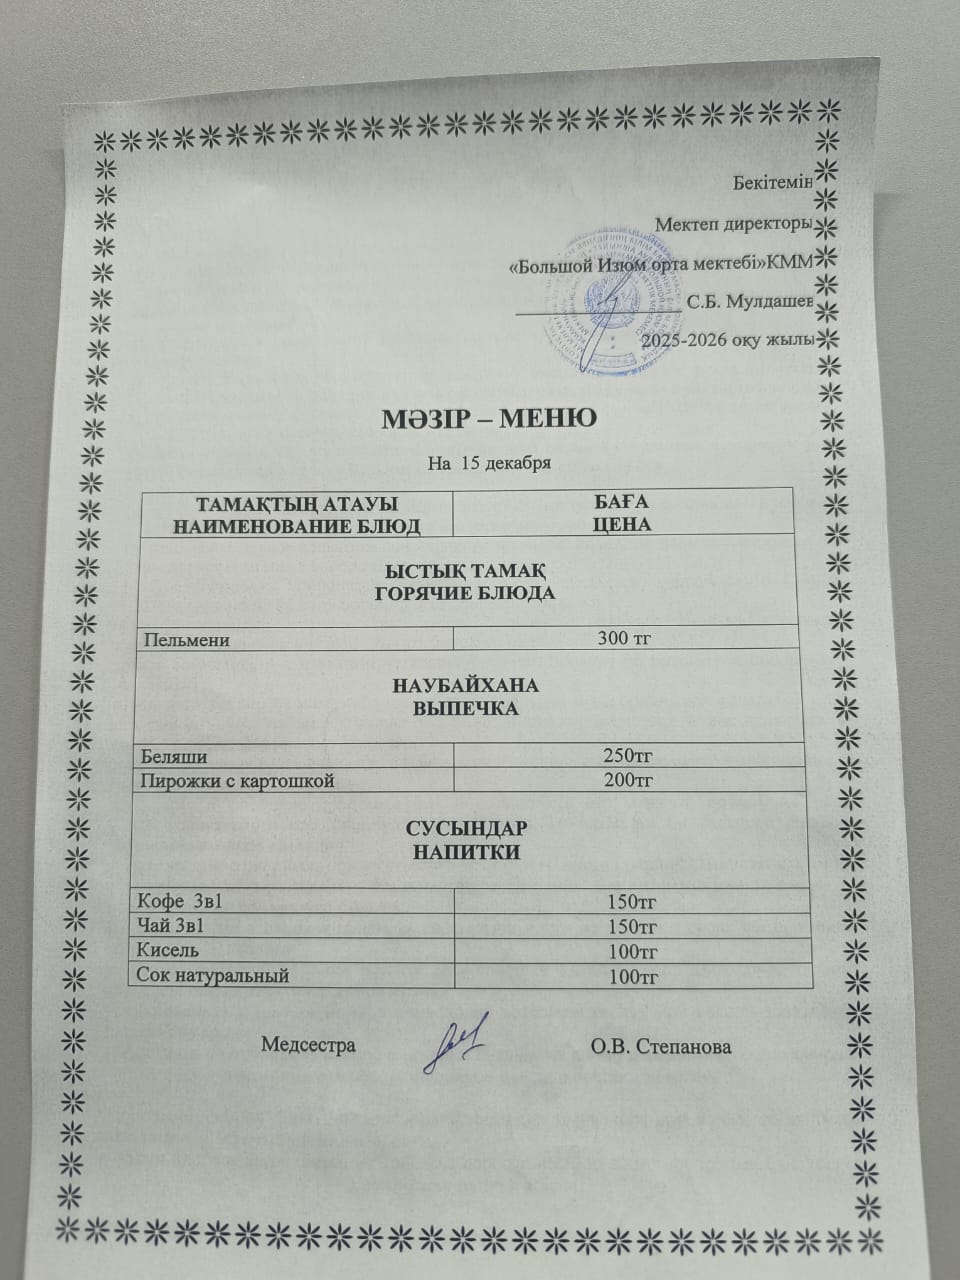 Бекітемін
Мектеп директоры
«Большой Изюм орта мектебі»КММ
С.Б. Мулдашев
2025-2026 оқу жылы
МӘЗІР – МЕНЮ
На 15 декабря
ТАМАҚТЫҢ АТАУЫ
НАИМЕНОВАНИЕ БЛЮД
БАҒА
ЦЕНА
ЫСТЫҚ ТАМАҚ
ГОРЯЧИЕ БЛЮДА
Пельмени 300 тг
НАУБАЙХАНА
ВЫПЕЧКА
Беляши 250тг
Пирожки с картошкой 200тг
СУСЫНДАР
НАПИТКИ
Кофе 3в1 150тг
Чай 3в1 150тг
Кисель 100тг
Сок натуральный 100тг
Медсестра О.В. Степанова